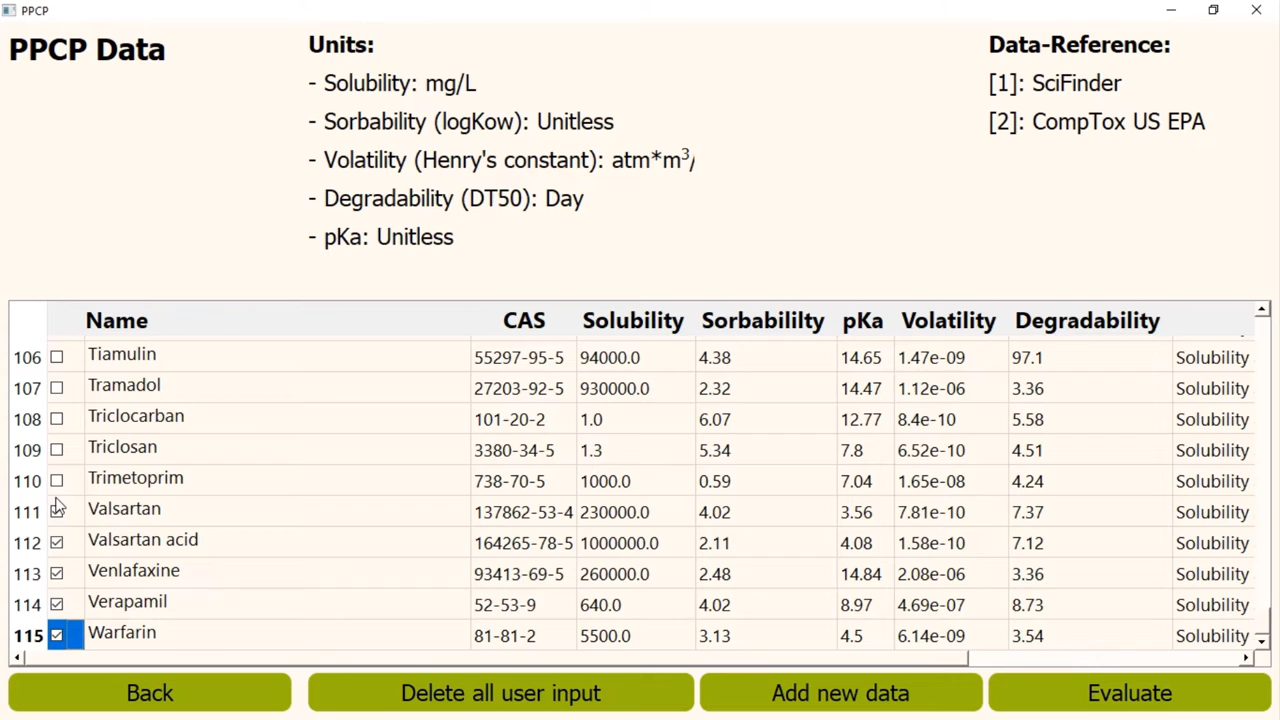 PPCP
PPCP Data
Units:
- Solubility: mg/L
- Sorbability (logKow): Unitless
- Volatility (Henry's constant): atm*m³/
- Degradability (DT50): Day
- pKa: Unitless
Data-Reference:
[1]: SciFinder
[2]: CompTox US EPA
Name CAS Solubility Sorbabililty pKa Volatility Degradability
106 Tiamulin 55297-95-5 94000.0 4.38 14.65 1.47e-09 97.1 Solubility
107 Tramadol 27203-92-5 930000.0 2.32 14.47 1.12e-06 3.36 Solubility
108 Triclocarban 101-20-2 1.0 6.07 12.77 8.4e-10 5.58 Solubility
109 Triclosan 3380-34-5 1.3 5.34 7.8 6.52e-10 4.51 Solubility
110 Trimetoprim 738-70-5 1000.0 0.59 7.04 1.65e-08 4.24 Solubility
111 Valsartan 137862-53-4 230000.0 4.02 3.56 7.81e-10 7.37 Solubility
112 Valsartan acid 164265-78-5 1000000.0 2.11 4.08 1.58e-10 7.12 Solubility
113 Venlafaxine 93413-69-5 260000.0 2.48 14.84 2.08e-06 3.36 Solubility
114 Verapamil 52-53-9 640.0 4.02 8.97 4.69e-07 8.73 Solubility
115 Warfarin 81-81-2 5500.0 3.13 4.5 6.14e-09 3.54 Solubility
Back Delete all user input Add new data Evaluate